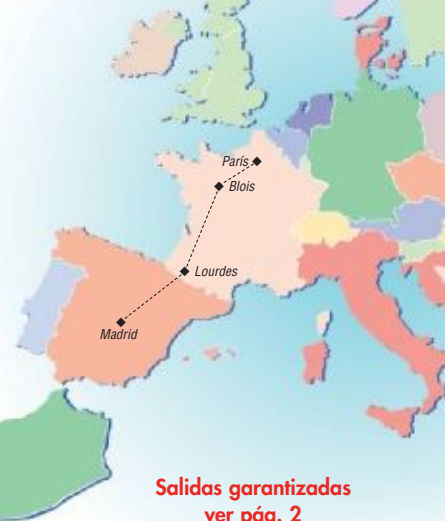 París
Blois
Lourdes
Madrid
Salidas garantizadas
ver pág. 2